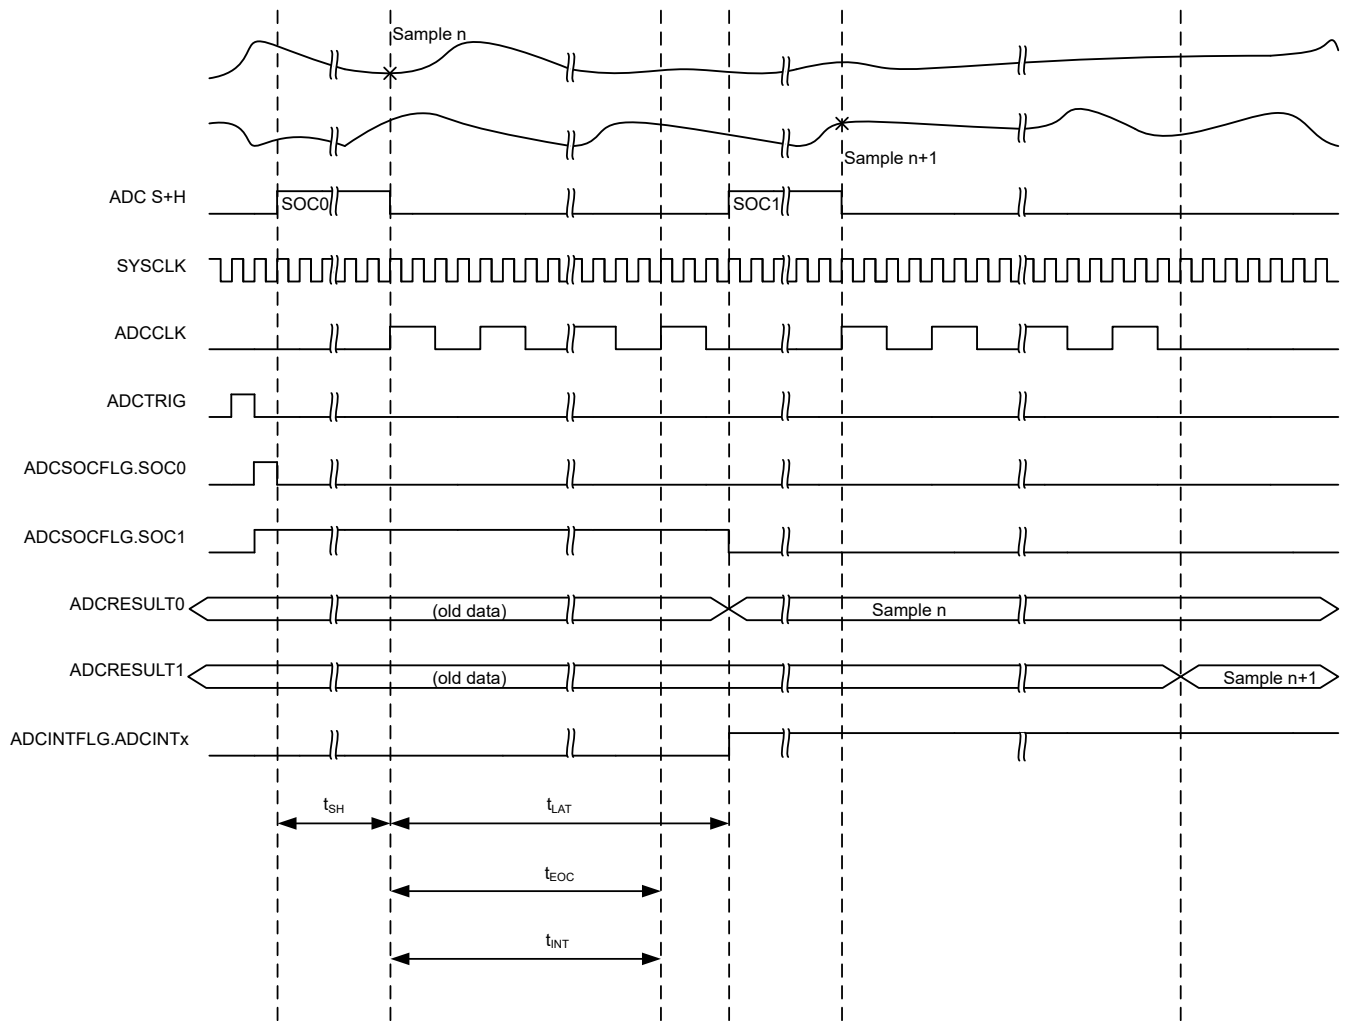 Sample n
Sample n+1
ADC S+H
SOC0
SOC1
SYSCLK
ADCCLK
ADCTRIG
ADCSOCFLG.SOC0
ADCSOCFLG.SOC1
ADCRESULT0
(old data)
Sample n
ADCRESULT1
(old data)
Sample n+1
ADCINTFLG.ADCINTx
tSH
tLAT
tEOC
tINT